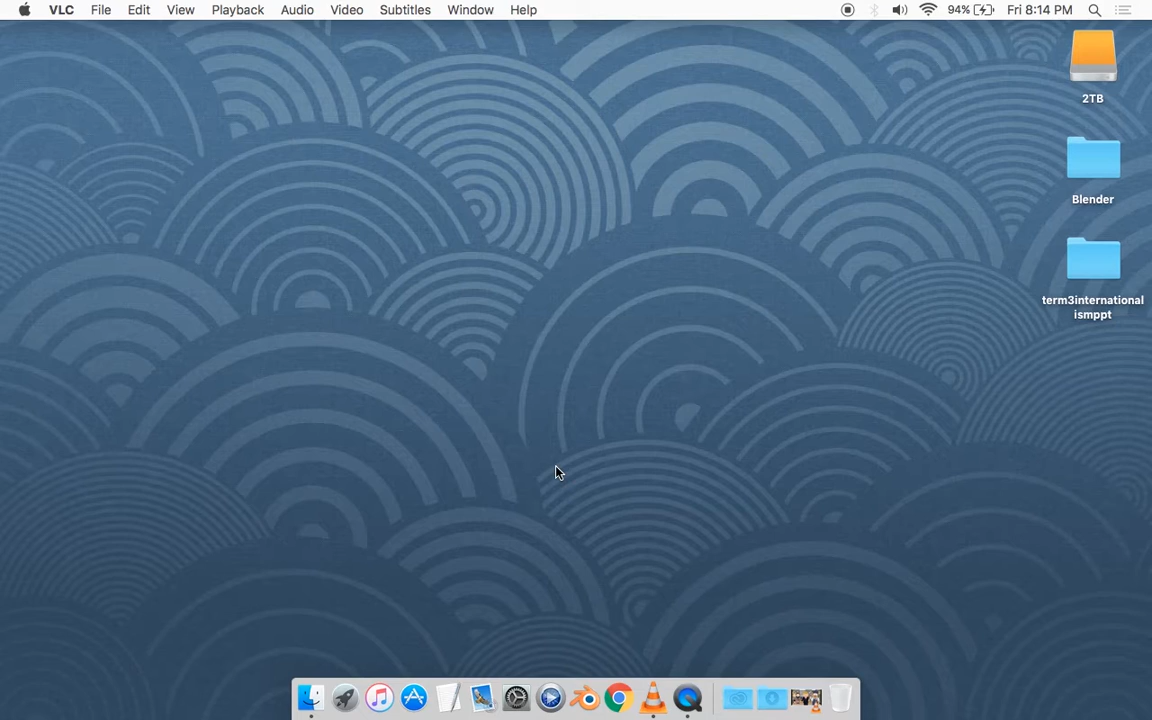 VLC File Edit View Playback Audio Video Subtitles Window Help 94% Fri 8:14 PM
2TB
Blender
term3international
ismppt